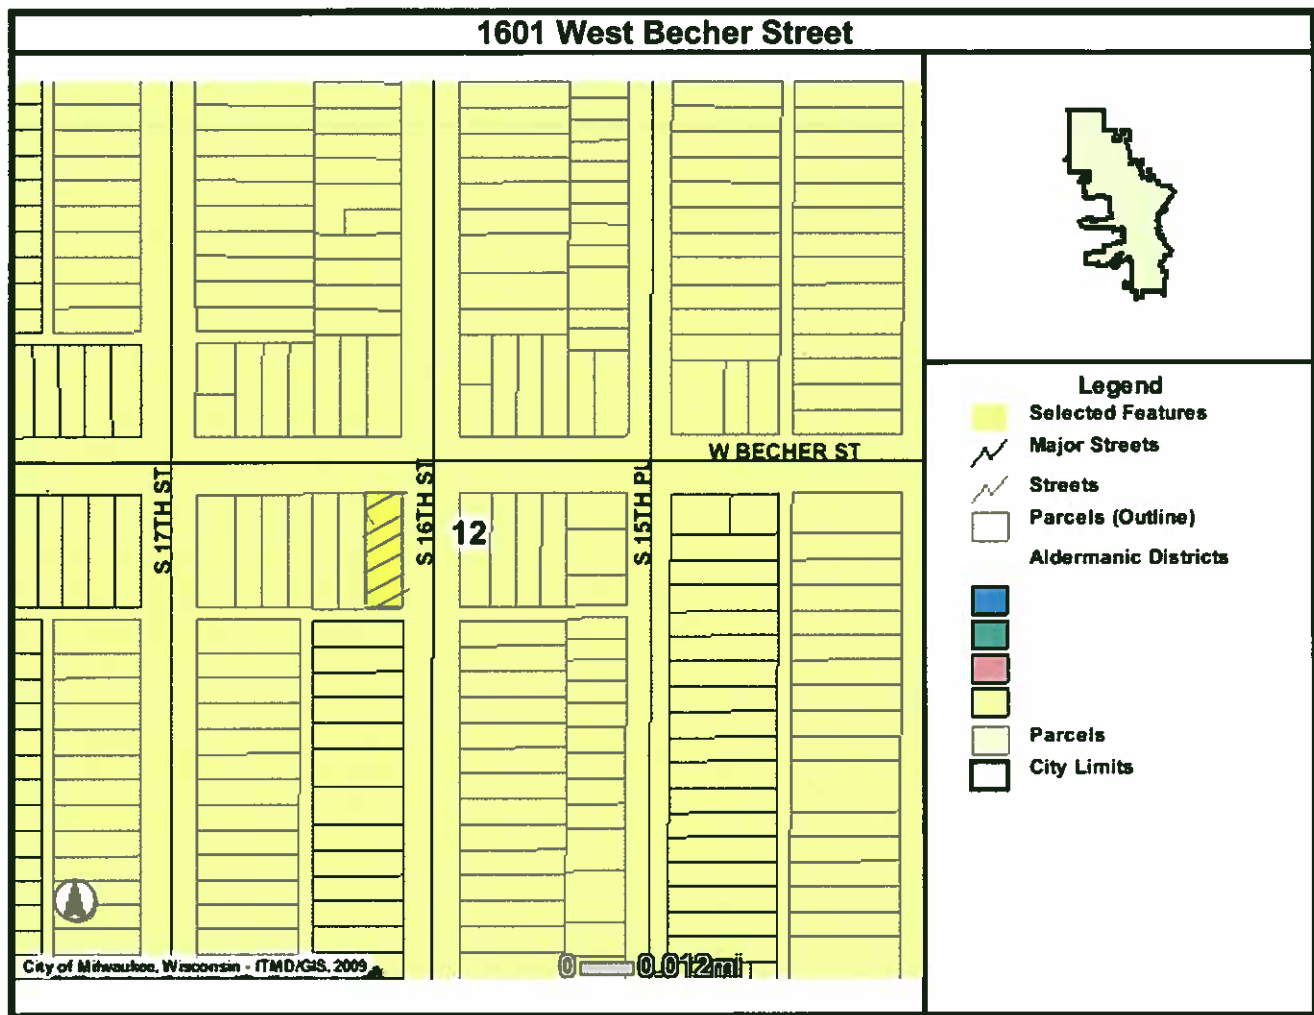 1601 West Becher Street
W BECHER ST
S 17TH ST
S 16TH ST
12
S 15TH PL
City of Milwaukee, Wisconsin - ITMD/GIS, 2009
0 0.012mi
Legend
Selected Features
Major Streets
Streets
Parcels (Outline)
Aldermanic Districts
Parcels
City Limits